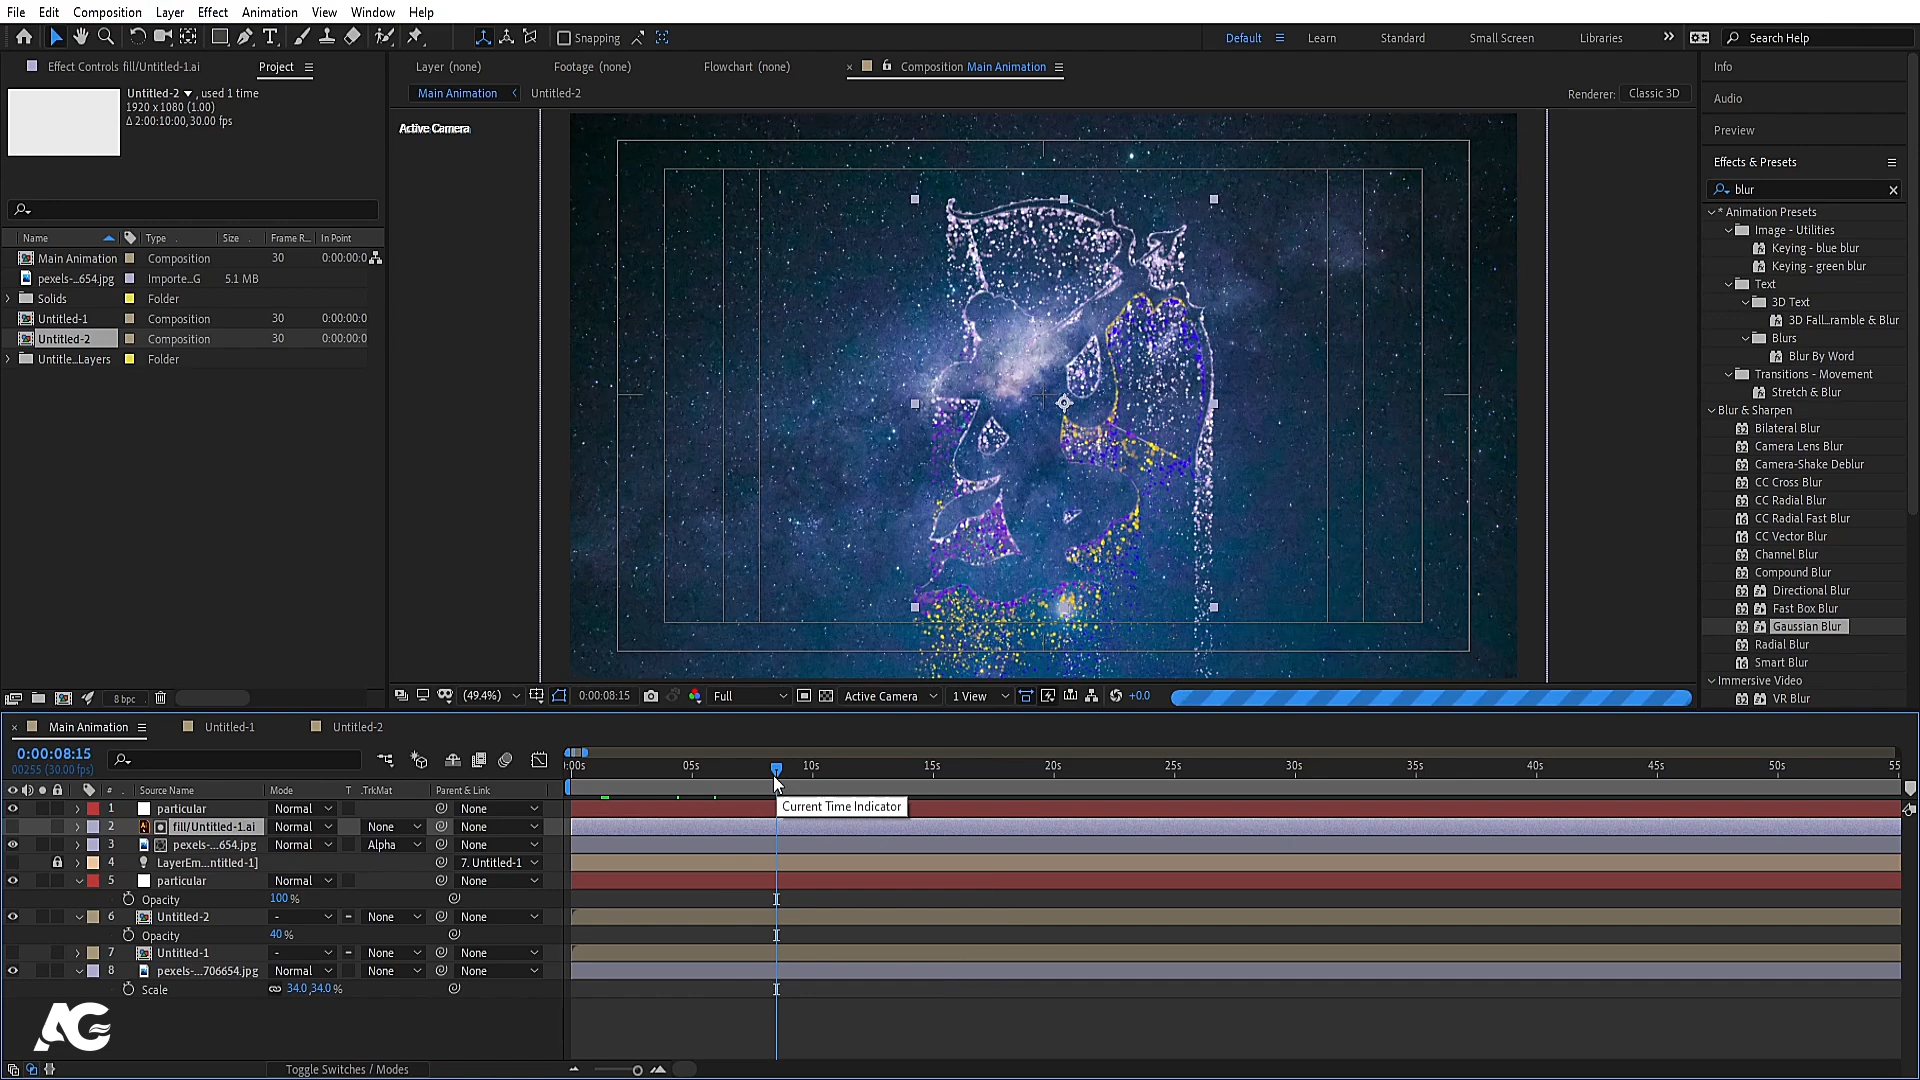 File Edit Composition Layer Effect Animation View Window Help
Snapping
Default Learn Standard Small Screen Libraries Search Help
Effect Controls fill/Untitled-1.ai Project
Layer (none) Footage (none) Flowchart (none) Composition Main Animation
Untitled-2 , used 1 time
1920 x 1080 (1.00)
Δ 2:00:10:00, 30.00 fps
Main Animation Untitled-2 Renderer: Classic 3D
Active Camera
Name Type Size Frame R... In Point
Main Animation Composition 30 0:00:00:0
pexels-...654.jpg Importe...G 5.1 MB
Solids Folder
Untitled-1 Composition 30 0:00:00:0
Untitled-2 Composition 30 0:00:00:0
Untitle...Layers Folder
8 bpc
(49.4%) 0:00:08:15 Full Active Camera 1 View +0.0
Info
Audio
Preview
Effects & Presets
blur
* Animation Presets
Image - Utilities
Keying - blue blur
Keying - green blur
Text
3D Text
3D Fall...ramble & Blur
Blurs
Blur By Word
Transitions - Movement
Stretch & Blur
Blur & Sharpen
Bilateral Blur
Camera Lens Blur
Camera-Shake Deblur
CC Cross Blur
CC Radial Blur
CC Radial Fast Blur
CC Vector Blur
Channel Blur
Compound Blur
Directional Blur
Fast Box Blur
Gaussian Blur
Radial Blur
Smart Blur
Immersive Video
VR Blur
Main Animation Untitled-1 Untitled-2
0:00:08:15
00255 (30.00 fps)
:00s 05s 10s 15s 20s 25s 30s 35s 40s 45s 50s 55
# Source Name Mode T .TrkMat Parent & Link
1 particular Normal None
Current Time Indicator
2 fill/Untitled-1.ai Normal None None
3 pexels-...654.jpg Normal Alpha None
4 LayerEm...ntitled-1] 7. Untitled-1
5 particular Normal None
Opacity 100 %
6 Untitled-2 - None None
Opacity 40 %
7 Untitled-1 - None None
8 pexels-...706654.jpg Normal None None
Scale 34.0,34.0 %
AG
Toggle Switches / Modes